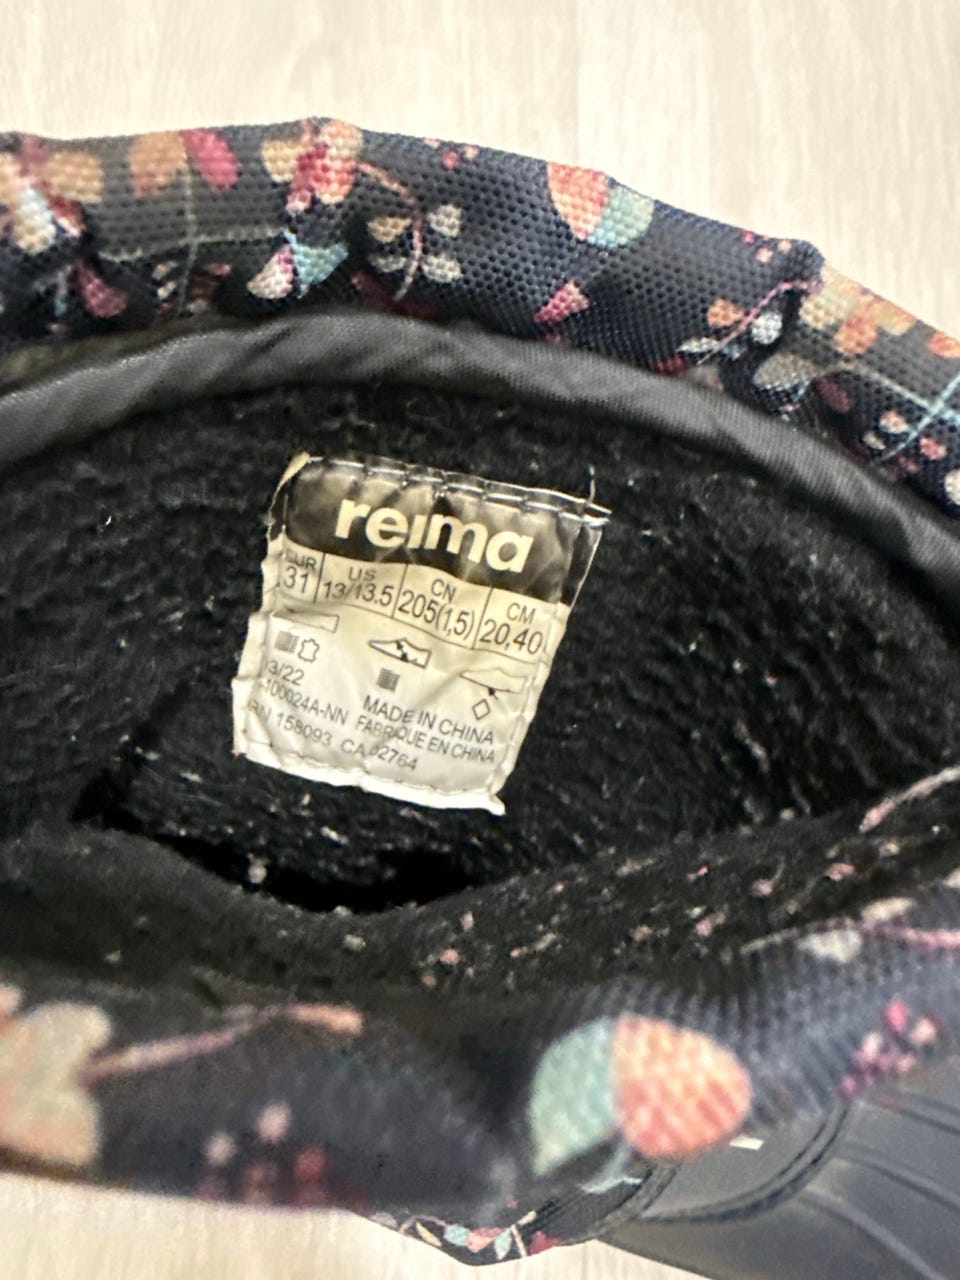 reima
EUR US CN CM
31 13/13.5 205(1,5) 20,40
3/22
100024A-NN MADE IN CHINA
RN 158093 FABRIQUE EN CHINA
CA 02764